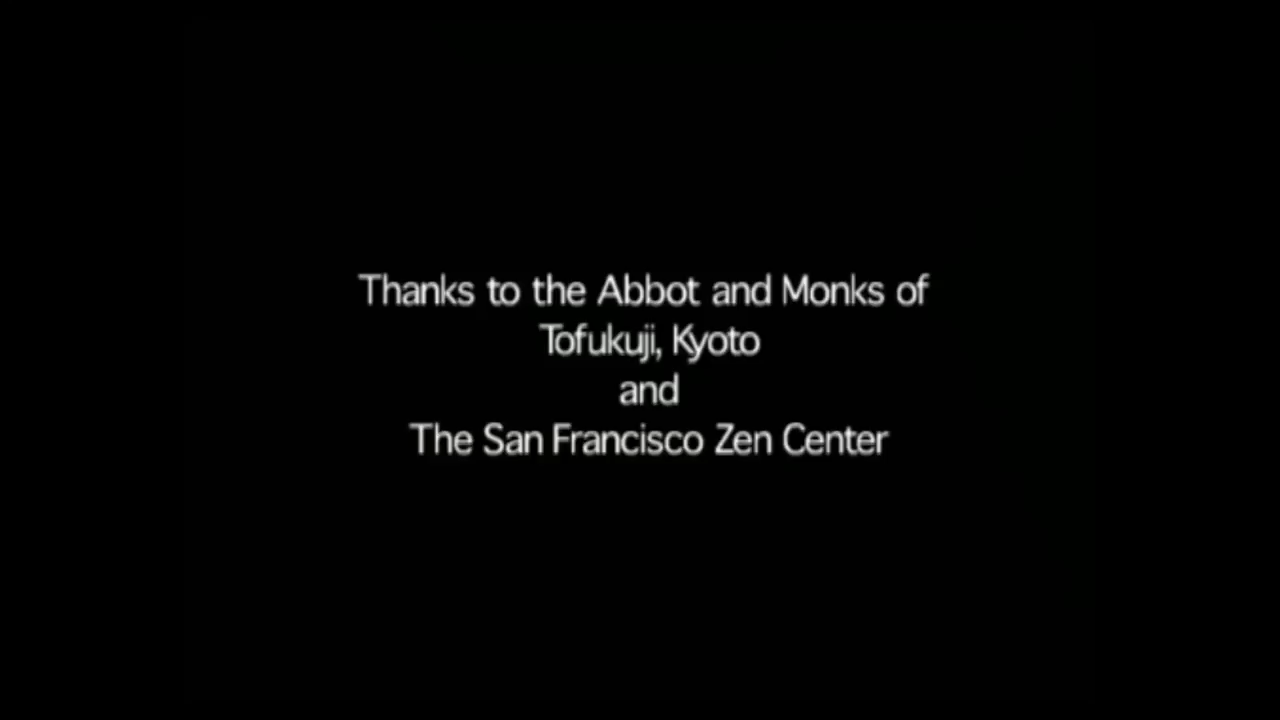 Thanks to the Abbot and Monks of
Tofukuji, Kyoto
and
The San Francisco Zen Center